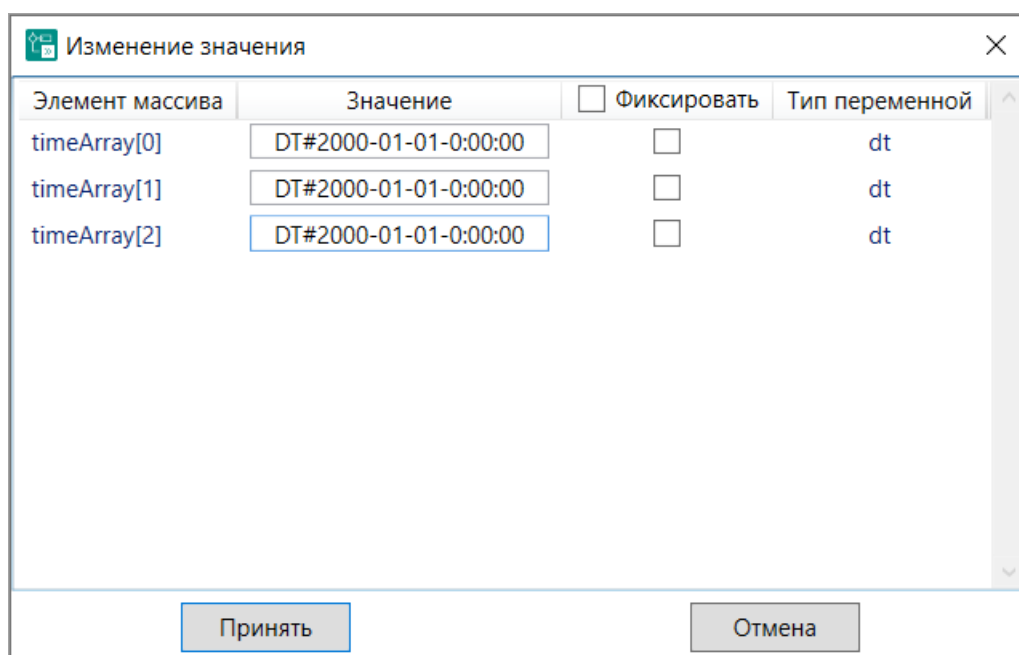 Изменение значения
Элемент массива Значение Фиксировать Тип переменной
timeArray[0] DT#2000-01-01-0:00:00 dt
timeArray[1] DT#2000-01-01-0:00:00 dt
timeArray[2] DT#2000-01-01-0:00:00 dt
Принять Отмена